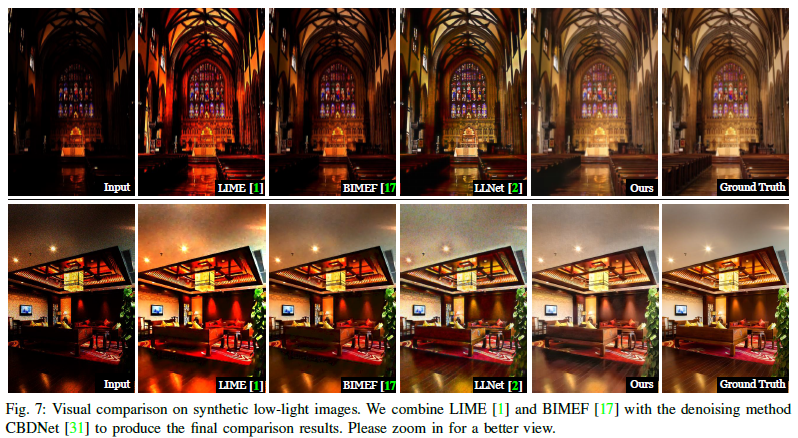 Input
LIME [1]
BIMEF [17
LLNet [2]
Ours
Ground Truth
Input
LIME [1]
BIMEF [17
LLNet [2]
Ours
Ground Truth
Fig. 7: Visual comparison on synthetic low-light images. We combine LIME [1] and BIMEF [17] with the denoising method
CBDNet [31] to produce the final comparison results. Please zoom in for a better view.